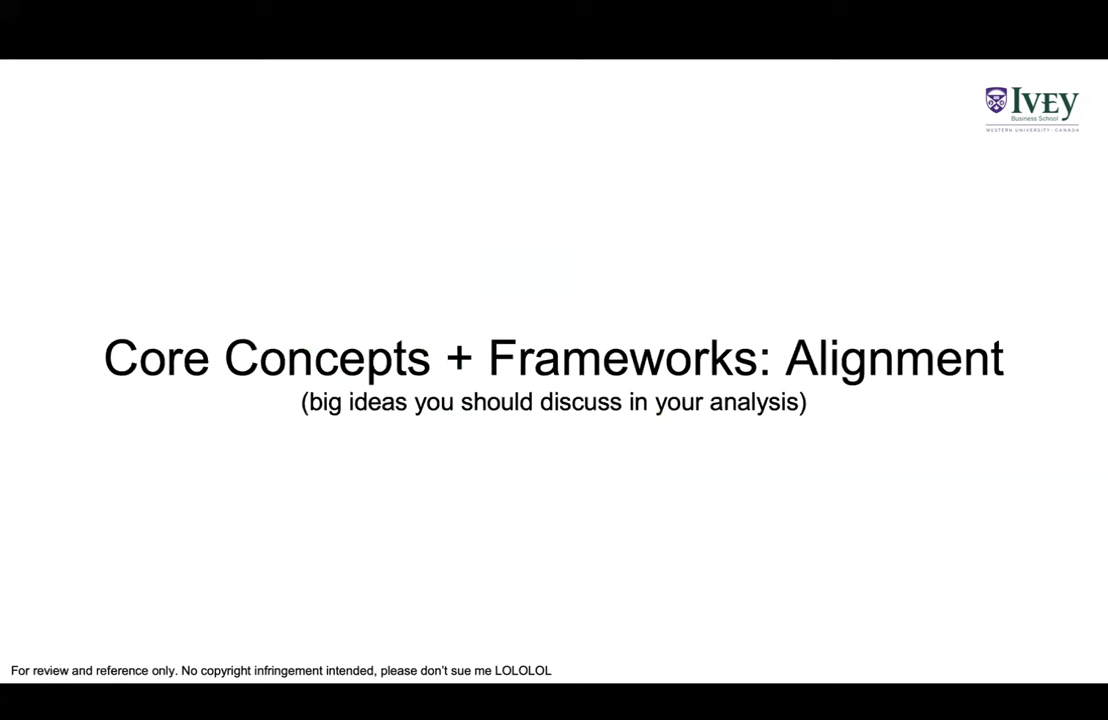 IVEY
Business School
WESTERN UNIVERSITY · CANADA
Core Concepts + Frameworks: Alignment
(big ideas you should discuss in your analysis)
For review and reference only. No copyright infringement intended, please don't sue me LOLOLOL